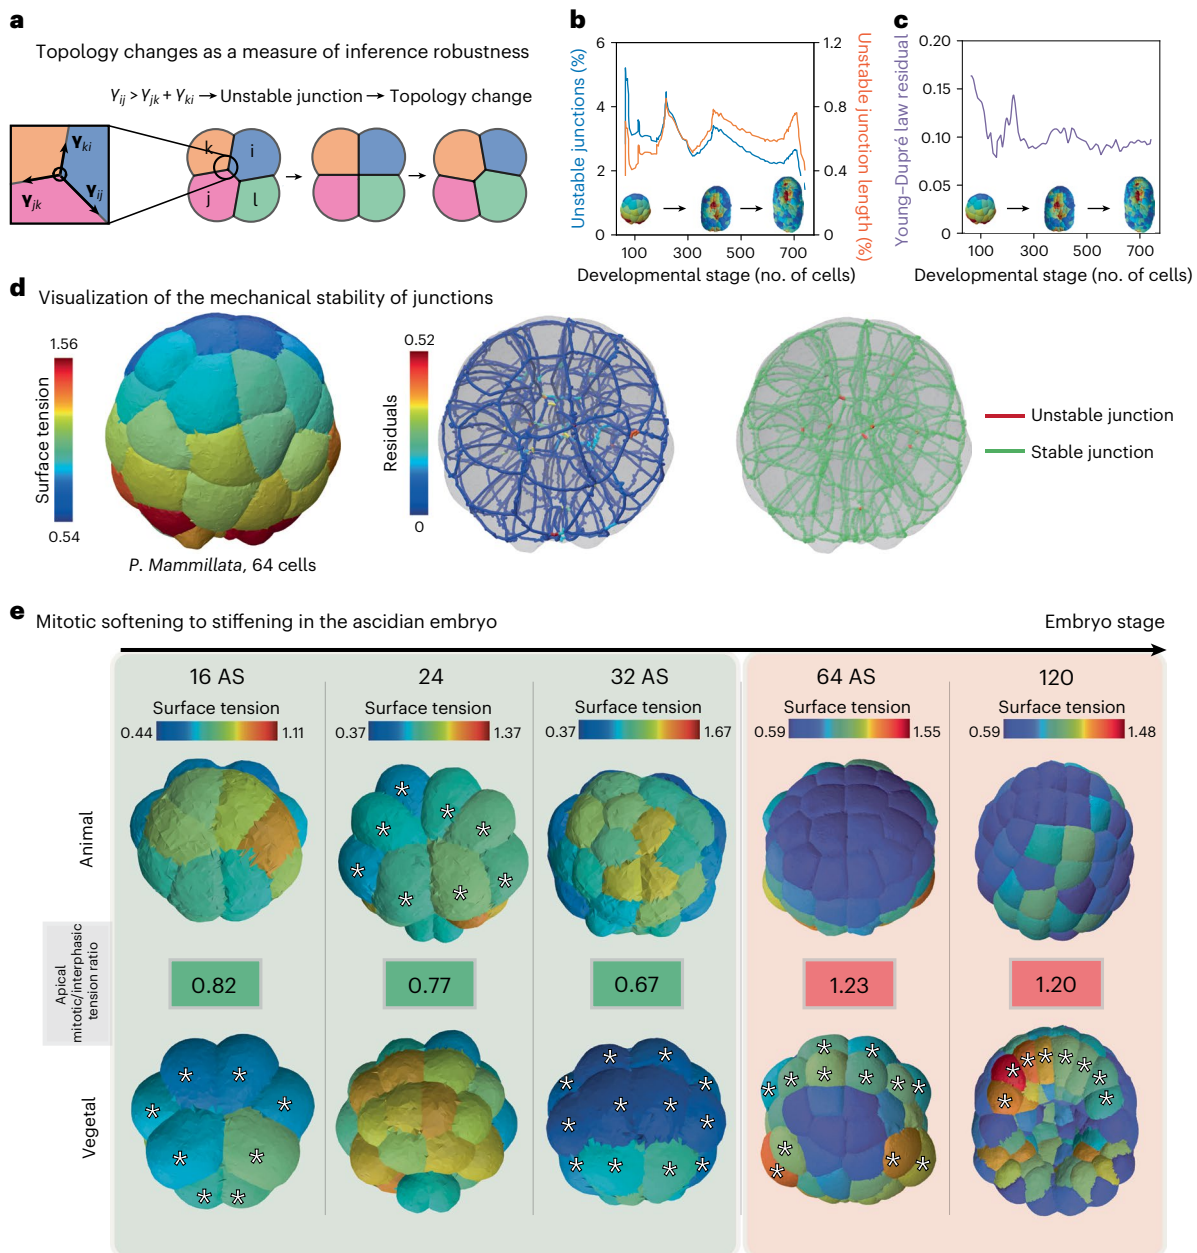 a
Topology changes as a measure of inference robustness
γij > γjk + γki → Unstable junction → Topology change
γki
γij
γjk
k
i
j
l
b
Unstable junctions (%)
6
4
2
0
1.2
0.8
0.4
0
Unstable junction length (%)
100
300
500
700
Developmental stage (no. of cells)
c
Young–Dupré law residual
0.20
0.15
0.10
0.05
0
100
300
500
700
Developmental stage (no. of cells)
d
Visualization of the mechanical stability of junctions
1.56
Surface tension
0.54
P. Mammillata, 64 cells
0.52
Residuals
0
Unstable junction
Stable junction
e
Mitotic softening to stiffening in the ascidian embryo
Embryo stage
16 AS
24
32 AS
64 AS
120
Surface tension
Surface tension
Surface tension
Surface tension
Surface tension
0.44
1.11
0.37
1.37
0.37
1.67
0.59
1.55
0.59
1.48
Animal
Apical
mitotic/interphasic
tension ratio
0.82
0.77
0.67
1.23
1.20
Vegetal